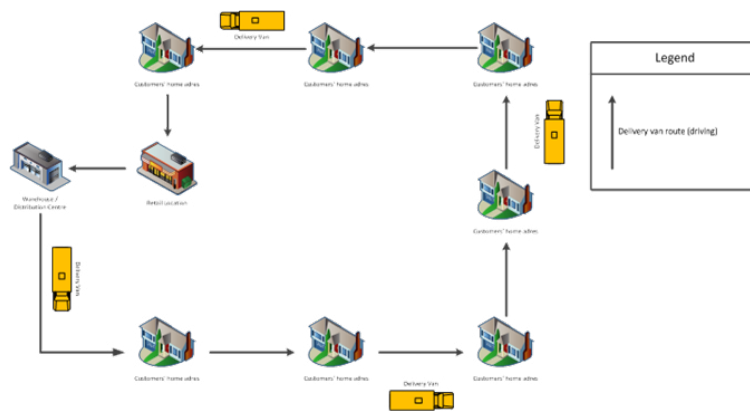 Delivery Van
Customers' home adres
Customers' home adres
Customers' home adres
Legend
Delivery van route (driving)
Delivery Van
Warehouse /
Distribution Centre
Retail Location
Customers' home adres
Delivery Van
Customers' home adres
Customers' home adres
Customers' home adres
Delivery Van